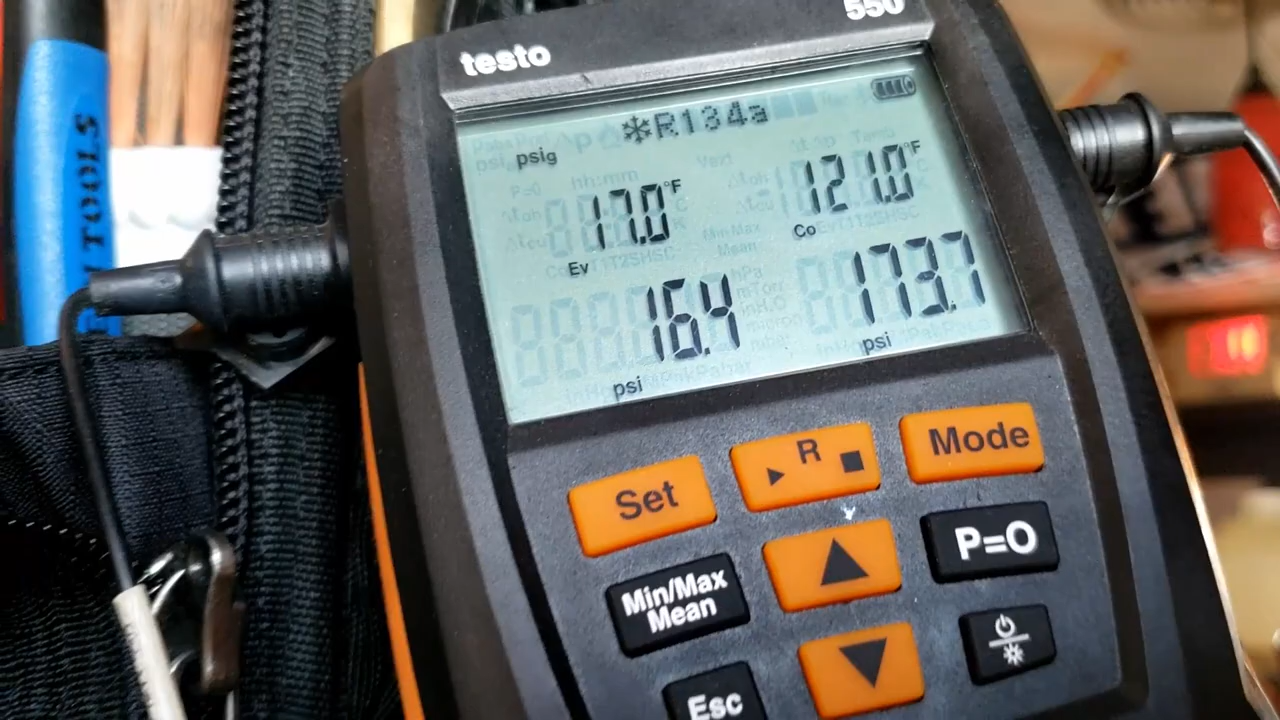 testo
550
R134a
psig
17.0°F
121.0°F
Ev
Co
16.4
173.7
psi
psi
Set
R
Mode
Min/Max
Mean
P=O
Esc
TOOLS